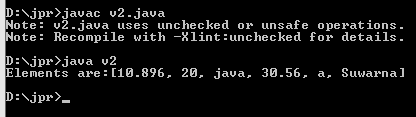 D:\jpr>javac v2.java
Note: v2.java uses unchecked or unsafe operations.
Note: Recompile with -Xlint:unchecked for details.
D:\jpr>java v2
Elements are:[10.896, 20, java, 30.56, a, Suwarna]
D:\jpr>_